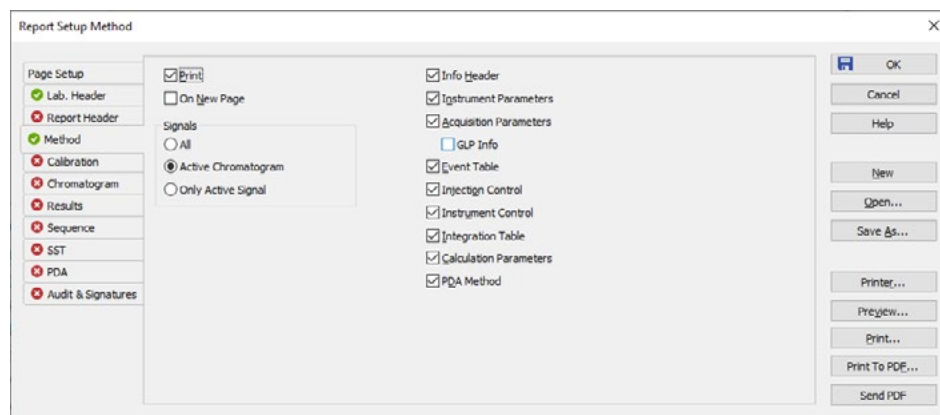 Report Setup Method
Page Setup
Lab. Header
Report Header
Method
Calibration
Chromatogram
Results
Sequence
SST
PDA
Audit & Signatures
Print
On New Page
Signals
All
Active Chromatogram
Only Active Signal
Info Header
Instrument Parameters
Acquisition Parameters
GLP Info
Event Table
Injection Control
Instrument Control
Integration Table
Calculation Parameters
PDA Method
OK
Cancel
Help
New
Open...
Save As...
Printer...
Preview...
Print...
Print To PDF...
Send PDF